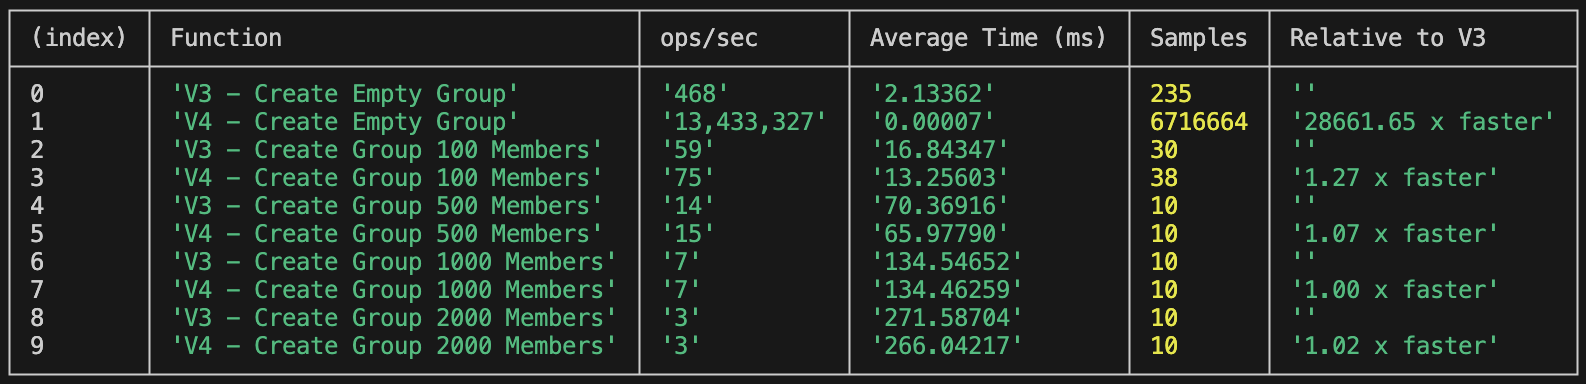 (index) Function ops/sec Average Time (ms) Samples Relative to V3
0 'V3 – Create Empty Group' '468' '2.13362' 235 ''
1 'V4 – Create Empty Group' '13,433,327' '0.00007' 6716664 '28661.65 x faster'
2 'V3 – Create Group 100 Members' '59' '16.84347' 30 ''
3 'V4 – Create Group 100 Members' '75' '13.25603' 38 '1.27 x faster'
4 'V3 – Create Group 500 Members' '14' '70.36916' 10 ''
5 'V4 – Create Group 500 Members' '15' '65.97790' 10 '1.07 x faster'
6 'V3 – Create Group 1000 Members' '7' '134.54652' 10 ''
7 'V4 – Create Group 1000 Members' '7' '134.46259' 10 '1.00 x faster'
8 'V3 – Create Group 2000 Members' '3' '271.58704' 10 ''
9 'V4 – Create Group 2000 Members' '3' '266.04217' 10 '1.02 x faster'